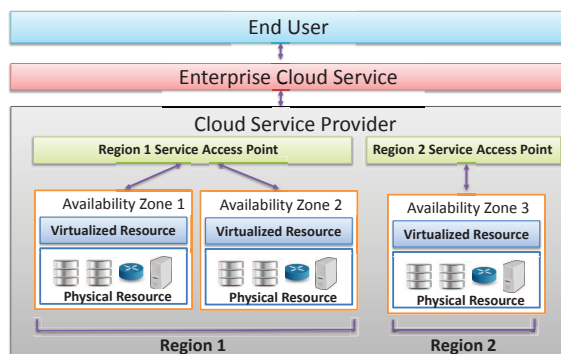 End User
Enterprise Cloud Service
Cloud Service Provider
Region 1 Service Access Point
Region 2 Service Access Point
Availability Zone 1
Virtualized Resource
Physical Resource
Availability Zone 2
Virtualized Resource
Physical Resource
Availability Zone 3
Virtualized Resource
Physical Resource
Region 1
Region 2